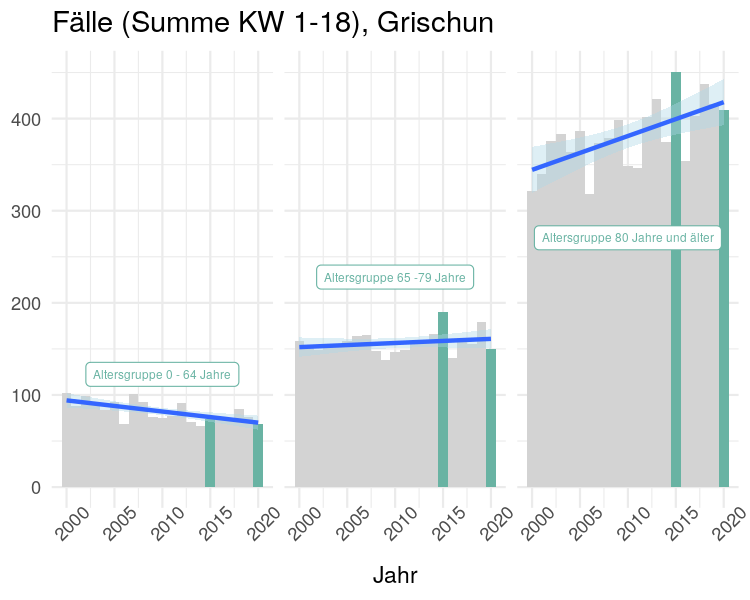 Fälle (Summe KW 1-18), Grischun
400
300
200
100
0
Altersgruppe 0 - 64 Jahre
Altersgruppe 65 -79 Jahre
Altersgruppe 80 Jahre und älter
2000 2005 2010 2015 2020
2000 2005 2010 2015 2020
2000 2005 2010 2015 2020
Jahr